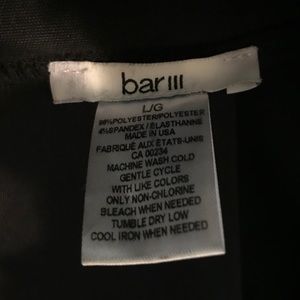 bar III
L/G
96%POLYESTER/POLYESTER
4%SPANDEX/ÉLASTHANNE
MADE IN USA
FABRIQUÉ AUX ÉTATS-UNIS
CA 00234
MACHINE WASH COLD
GENTLE CYCLE
WITH LIKE COLORS
ONLY NON-CHLORINE
BLEACH WHEN NEEDED
TUMBLE DRY LOW
COOL IRON WHEN NEEDED